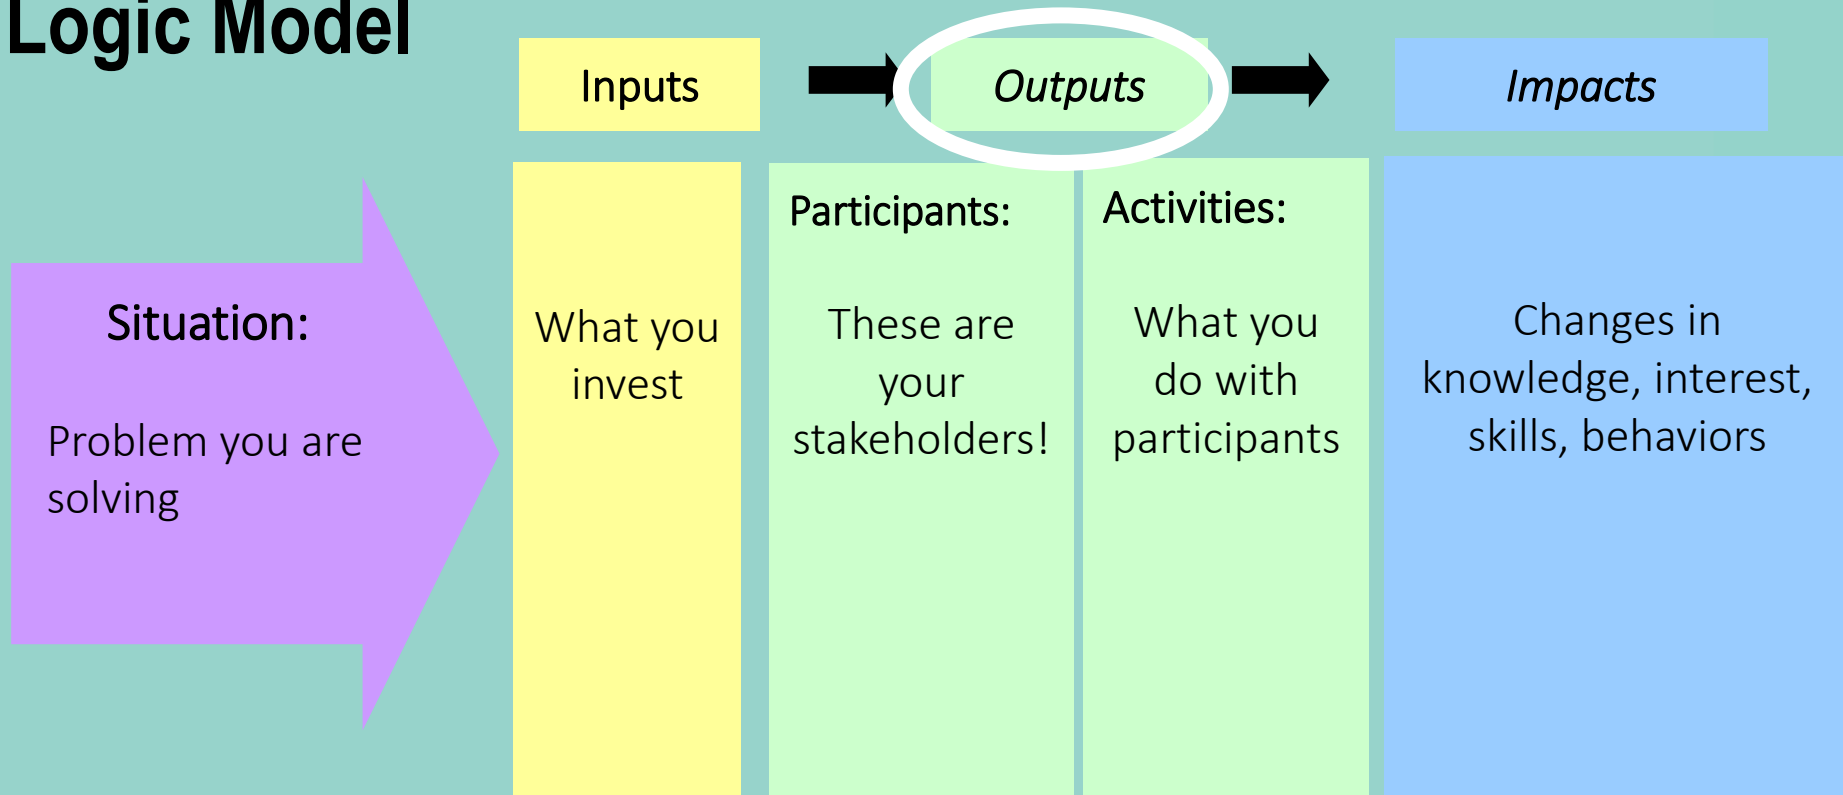 Logic Model
Inputs
Outputs
Impacts
Situation:
Problem you are
solving
What you
invest
Participants:
These are
your
stakeholders!
Activities:
What you
do with
participants
Changes in
knowledge, interest,
skills, behaviors